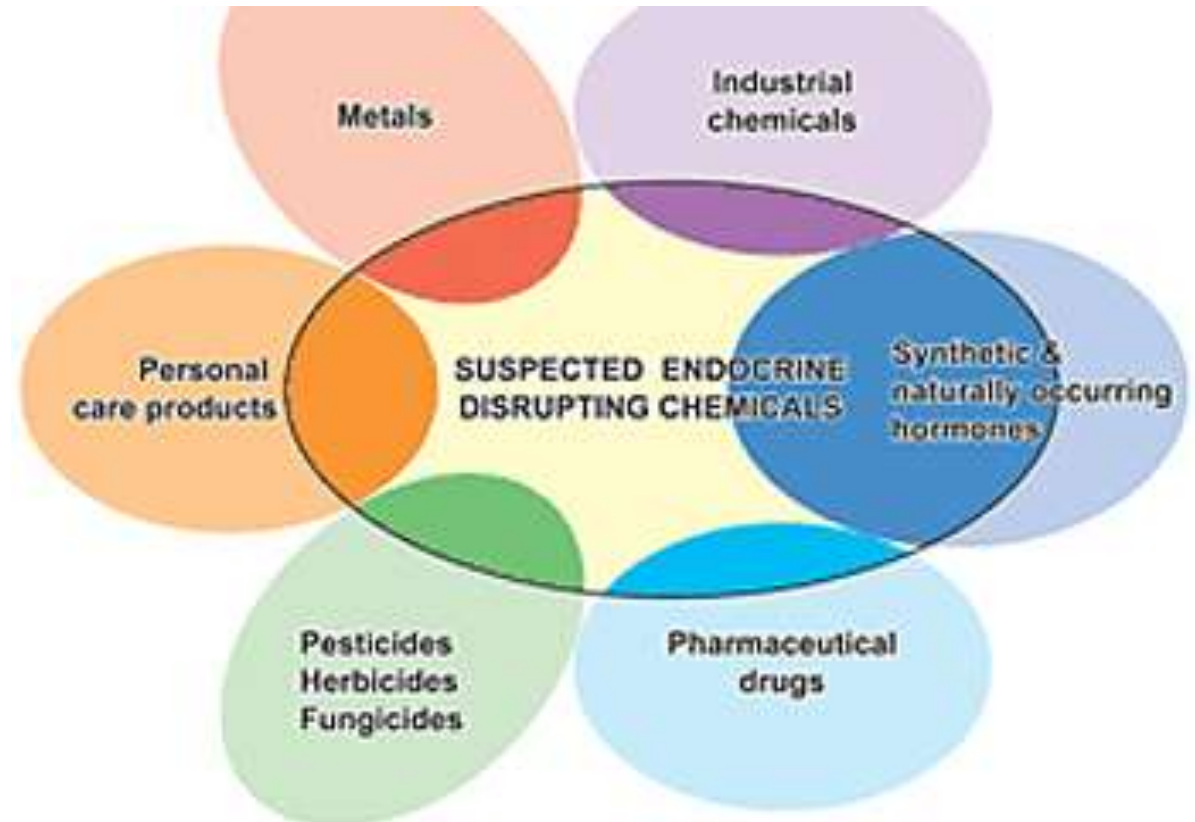 Metals
Industrial
chemicals
Personal
care products
SUSPECTED ENDOCRINE
DISRUPTING CHEMICALS
Synthetic &
naturally occurring
hormones
Pesticides
Herbicides
Fungicides
Pharmaceutical
drugs